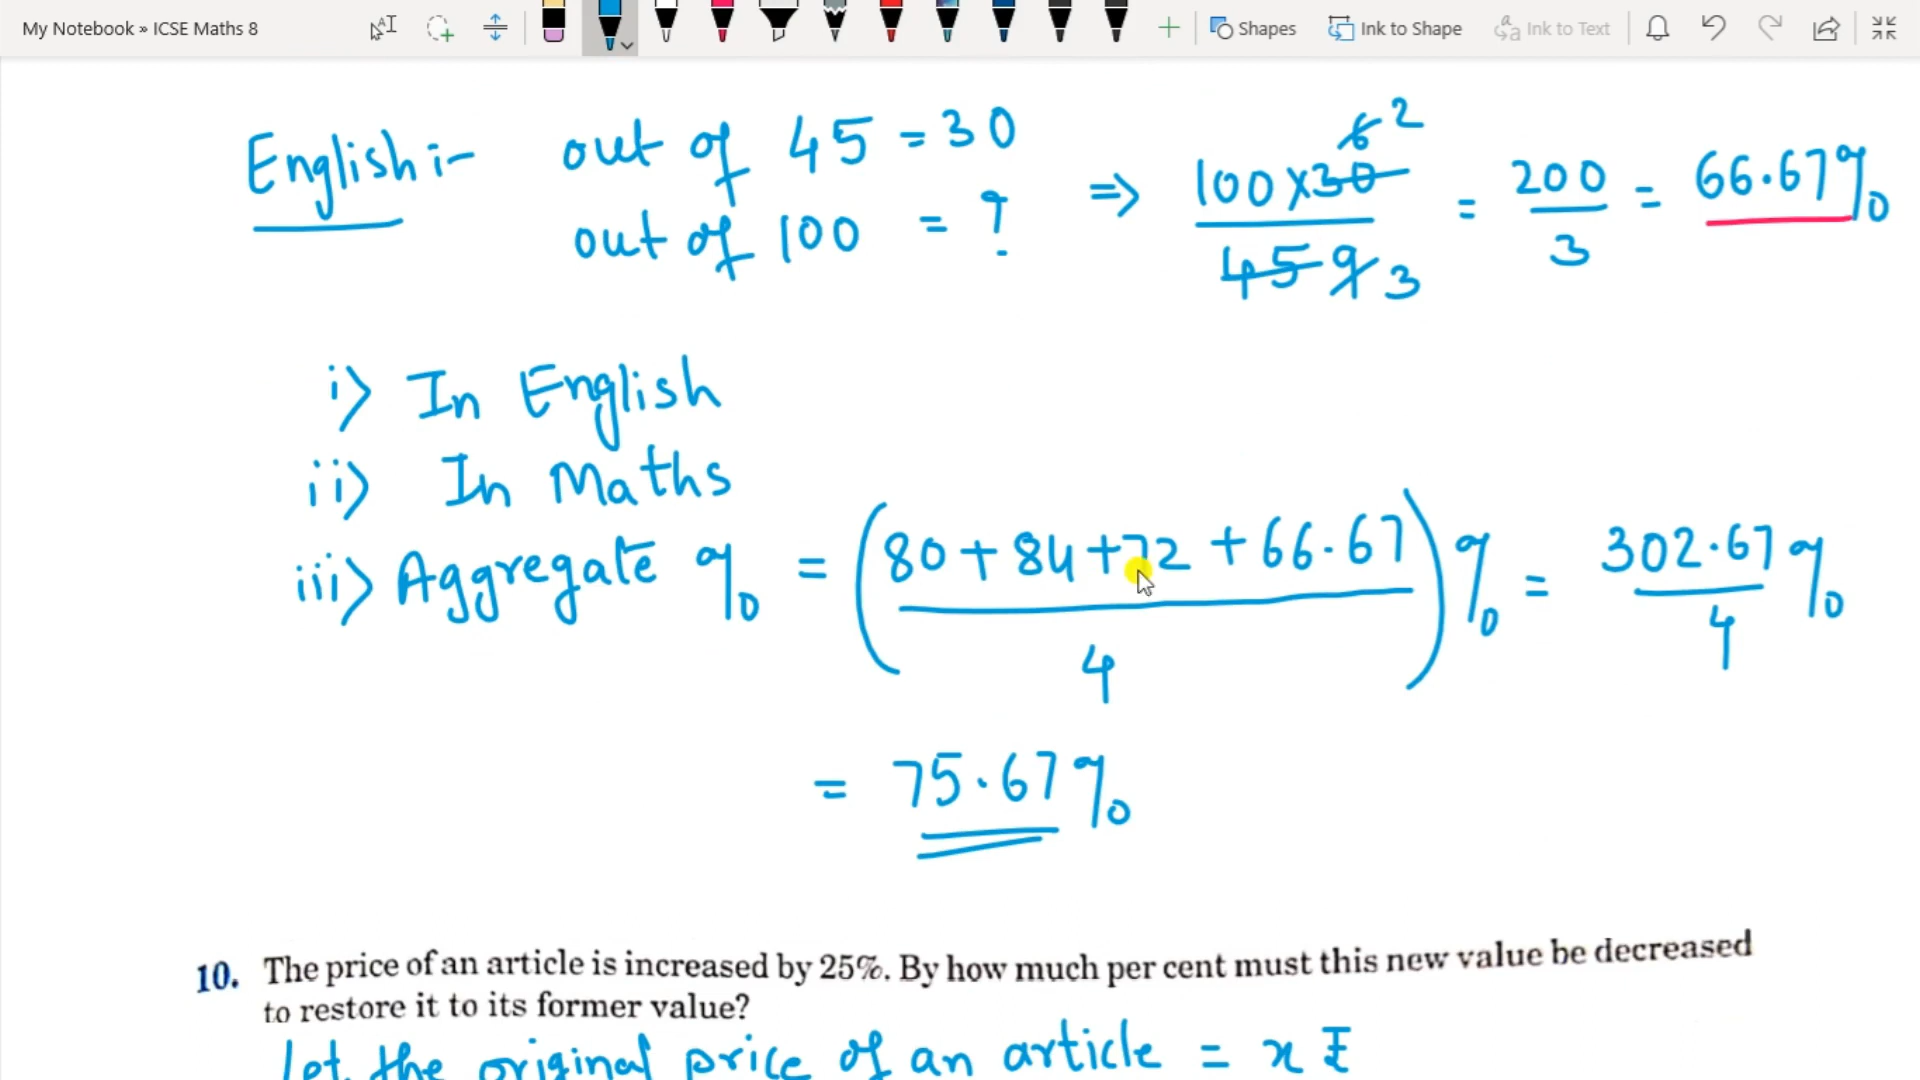 My Notebook » ICSE Maths 8 Shapes Ink to Shape Ink to Text
English :- out of 45 = 30
out of 100 = ?
⇒ 100 x 30 6 2 / 45 9 3 = 200 / 3 = 66.67%
i) In English
ii) In Maths
iii) Aggregate % = (80 + 84 + 72 + 66.67 / 4) % = 302.67 / 4 %
= 75.67%
10. The price of an article is increased by 25%. By how much per cent must this new value be decreased
to restore it to its former value?
Let the original price of an article = x ₹